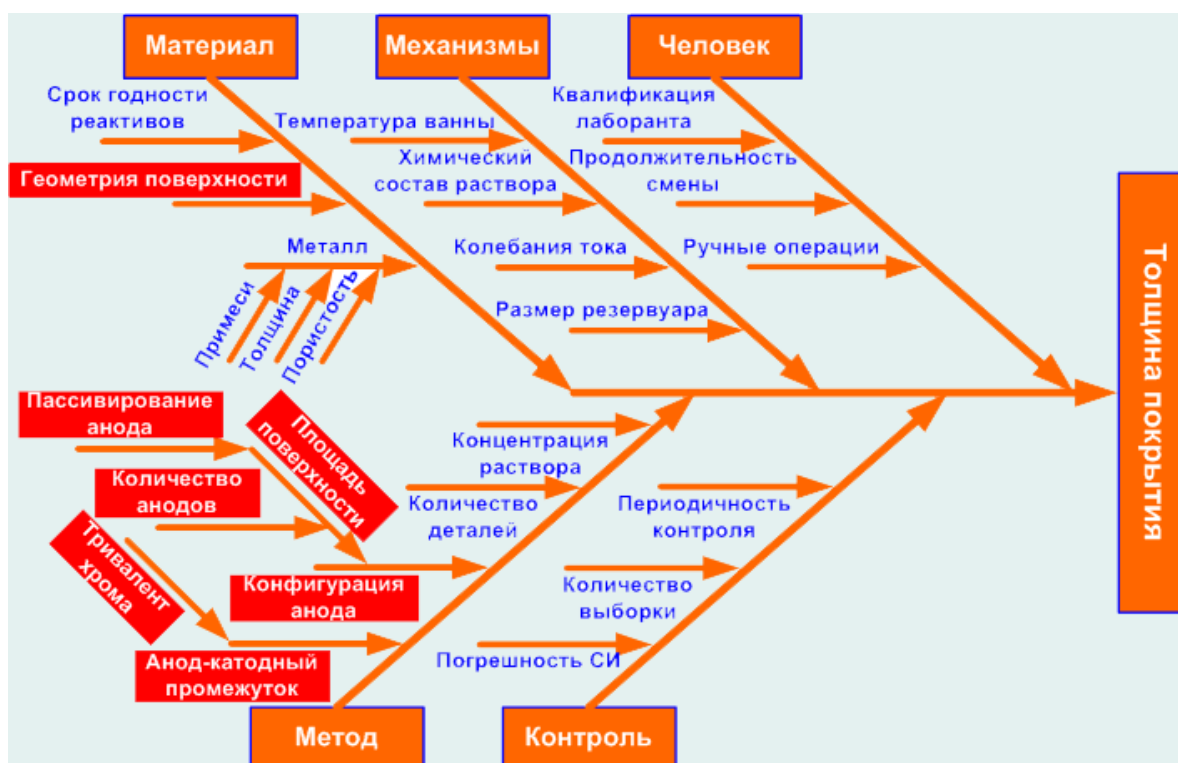 Материал
Механизмы
Человек
Срок годности
реактивов
Геометрия поверхности
Металл
Примеси
Толщина
Пористость
Температура ванны
Химический
состав раствора
Колебания тока
Размер резервуара
Квалификация
лаборанта
Продолжительность
смены
Ручные операции
Толщина покрытия
Пассивирование
анода
Площадь
поверхности
Количество
анодов
Тривалент
хрома
Конфигурация
анода
Анод-катодный
промежуток
Концентрация
раствора
Количество
деталей
Периодичность
контроля
Количество
выборки
Погрешность СИ
Метод
Контроль